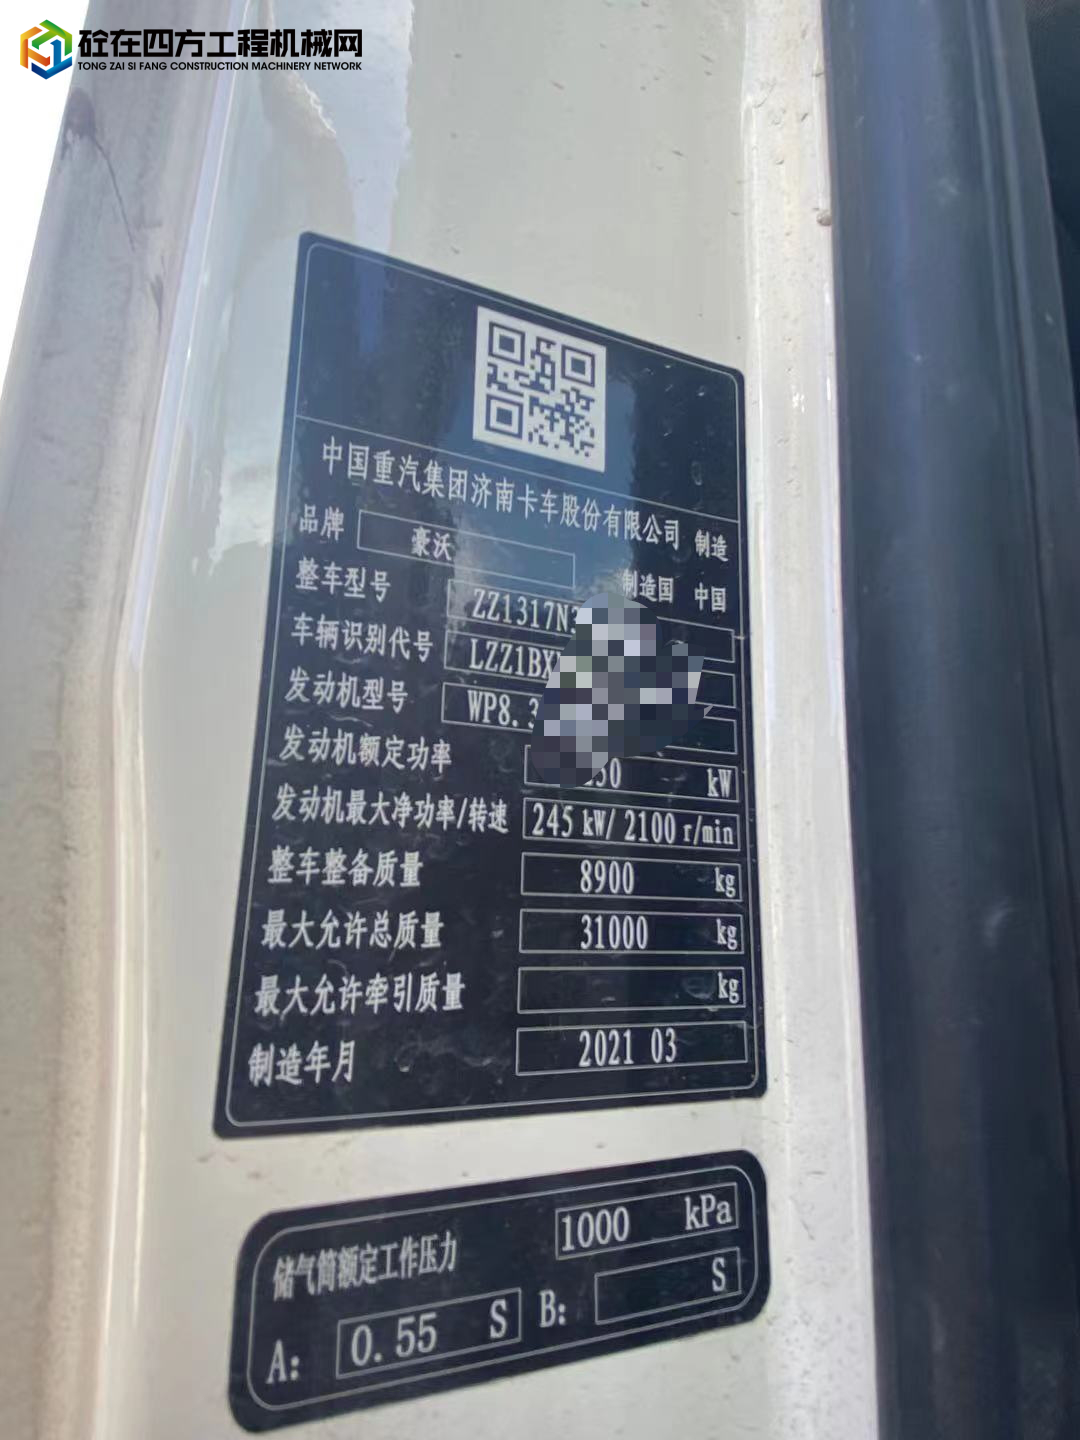 砼在四方工程机械网
TONG ZAI SI FANG CONSTRUCTION MACHINERY NETWORK
中国重汽集团济南卡车股份有限公司 制造
品牌 豪沃
制造国 中国
整车型号 ZZ1317N3
车辆识别代号 LZZ1BX
发动机型号 WP8.3
发动机额定功率 50 kW
发动机最大净功率/转速 245 kW/ 2100 r/min
整车整备质量 8900 kg
最大允许总质量 31000 kg
最大允许牵引质量 kg
制造年月 2021 03
储气筒额定工作压力 1000 kPa
A: 0.55 S B: S